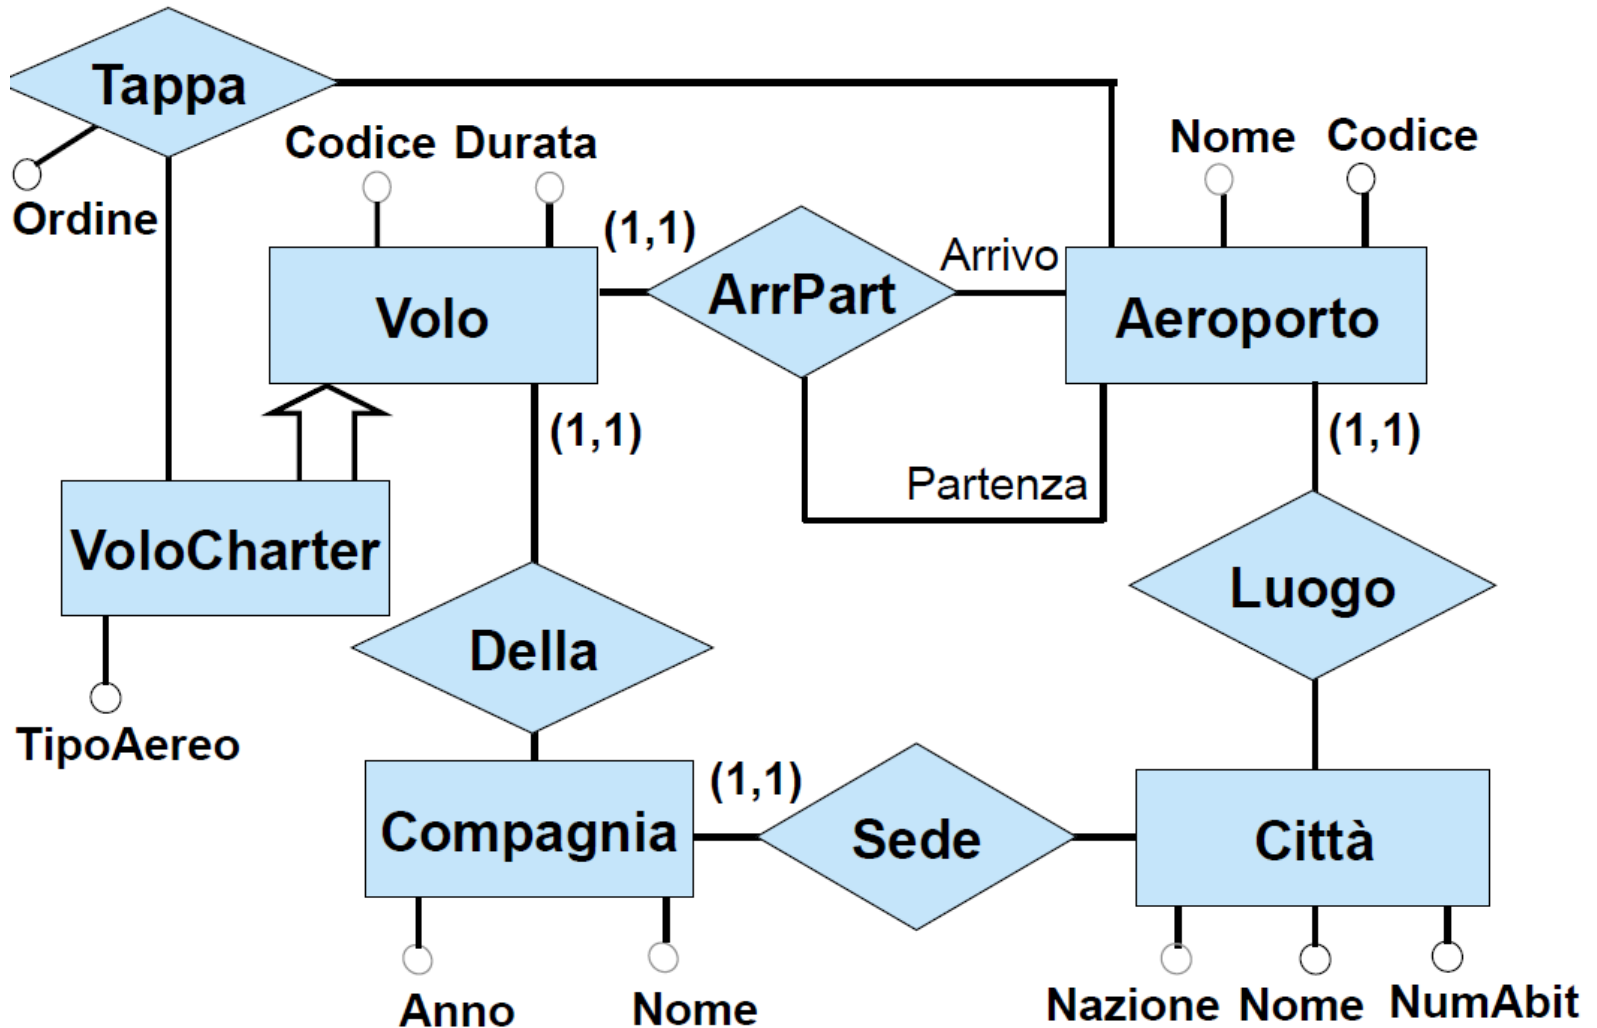 Tappa
Ordine
Codice Durata
(1,1)
Volo
ArrPart
Arrivo
Nome Codice
Aeroporto
(1,1)
Partenza
(1,1)
VoloCharter
TipoAereo
Della
Luogo
Compagnia
(1,1)
Sede
Città
Anno
Nome
Nazione Nome NumAbit